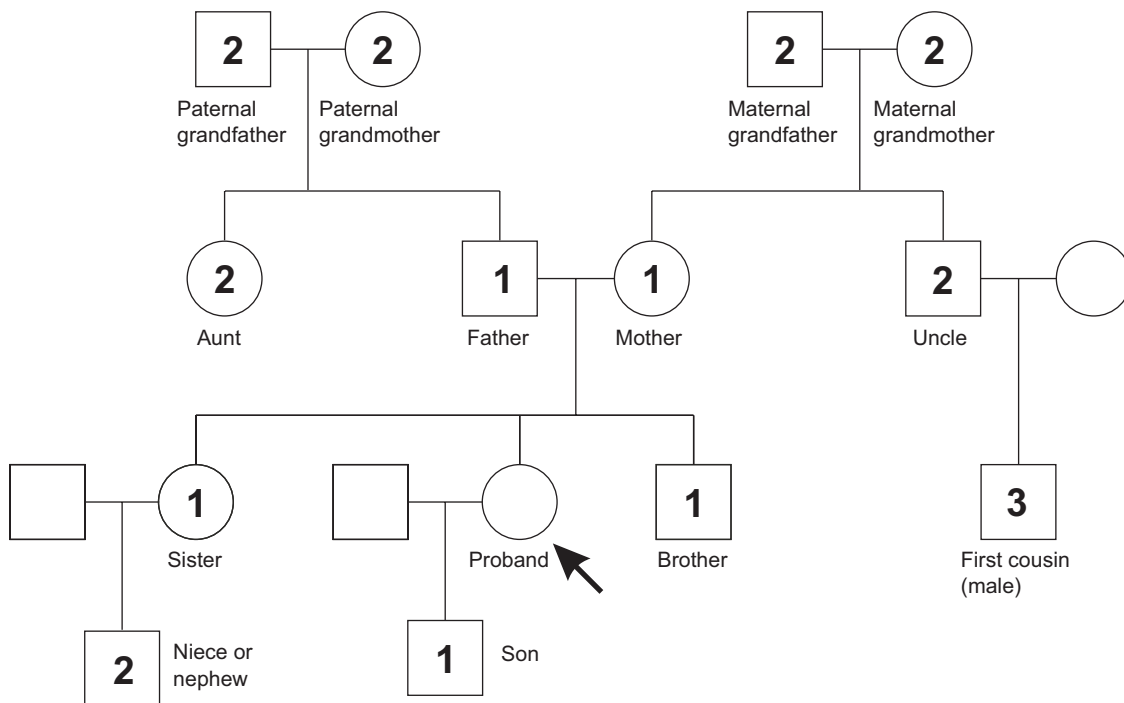 2
2
2
2
Paternal
grandfather
Paternal
grandmother
Maternal
grandfather
Maternal
grandmother
2
1
1
2
Aunt
Father
Mother
Uncle
1
1
3
Sister
Proband
Brother
First cousin
(male)
2
Niece or
nephew
1
Son